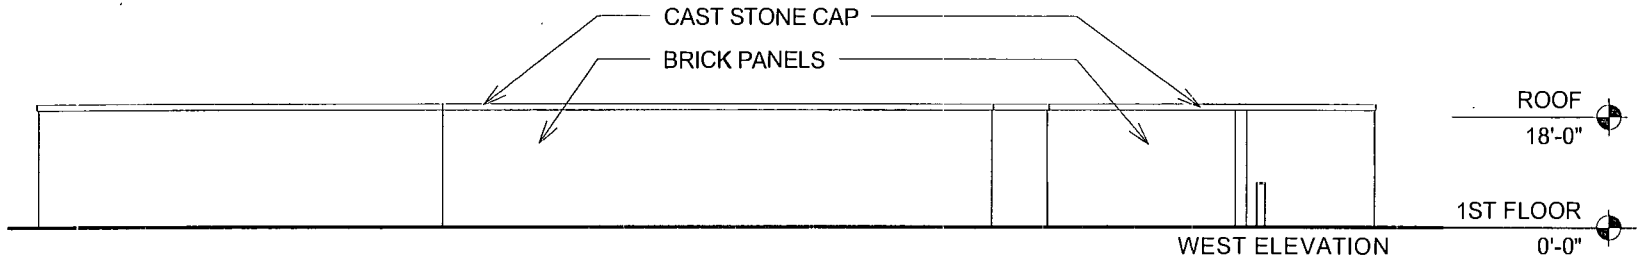 CAST STONE CAP
BRICK PANELS
ROOF
18'-0"
1ST FLOOR
0'-0"
WEST ELEVATION